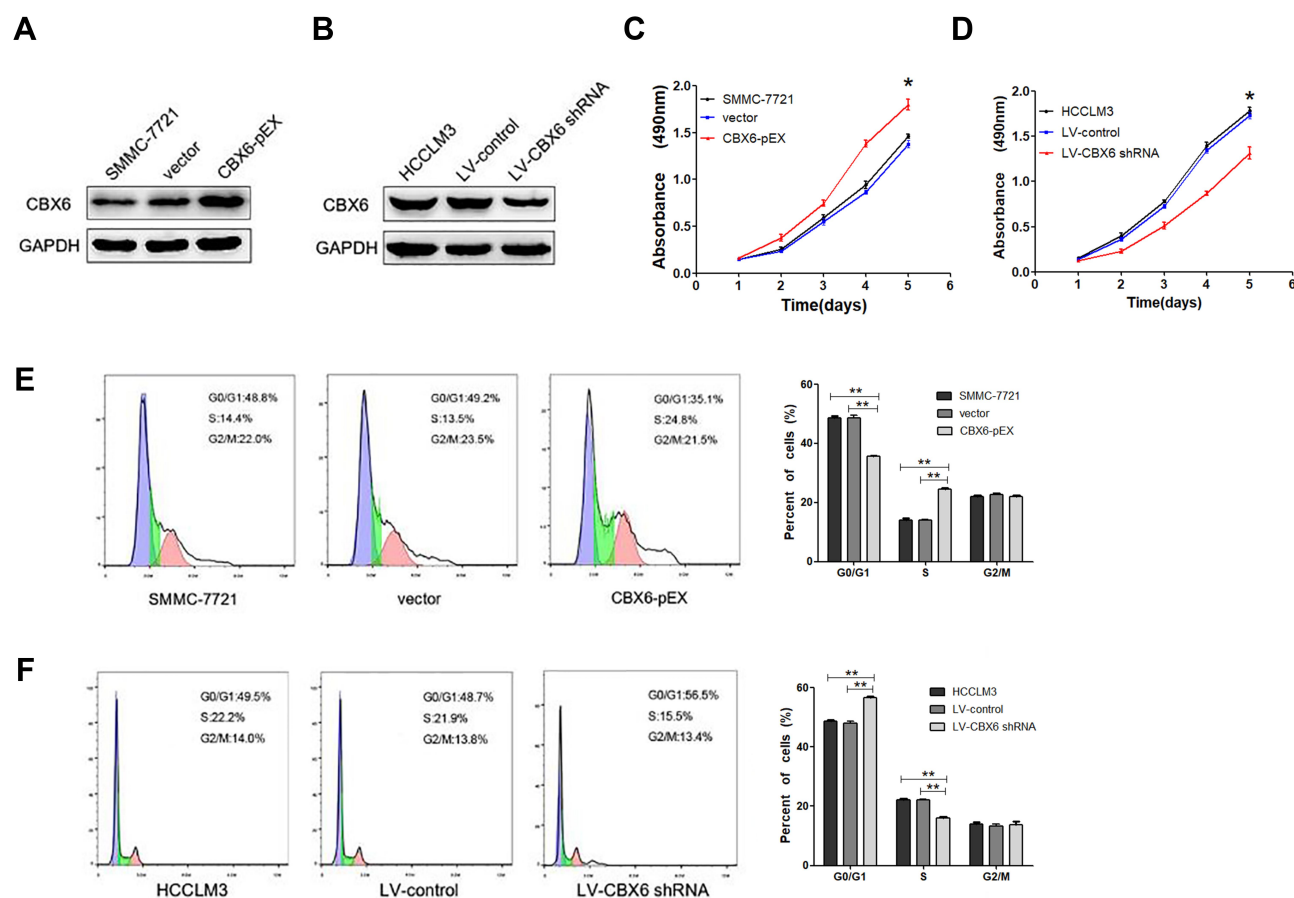 A
B
C
D
SMMC-7721
vector
CBX6-pEX
CBX6
GAPDH
HCCLM3
LV-control
LV-CBX6 shRNA
CBX6
GAPDH
Absorbance (490nm)
2.0
1.5
1.0
0.5
0.0
SMMC-7721
vector
CBX6-pEX
*
0 1 2 3 4 5 6
Time(days)
Absorbance (490nm)
2.0
1.5
1.0
0.5
0.0
HCCLM3
LV-control
LV-CBX6 shRNA
*
0 1 2 3 4 5 6
Time(days)
E
G0/G1:48.8%
S:14.4%
G2/M:22.0%
SMMC-7721
G0/G1:49.2%
S:13.5%
G2/M:23.5%
vector
G0/G1:35.1%
S:24.8%
G2/M:21.5%
CBX6-pEX
Percent of cells (%)
60
40
20
0
** 
**
**
**
SMMC-7721
vector
CBX6-pEX
G0/G1 S G2/M
F
G0/G1:49.5%
S:22.2%
G2/M:14.0%
HCCLM3
G0/G1:48.7%
S:21.9%
G2/M:13.8%
LV-control
G0/G1:56.5%
S:15.5%
G2/M:13.4%
LV-CBX6 shRNA
Percent of cells (%)
60
40
20
0
**
**
**
**
HCCLM3
LV-control
LV-CBX6 shRNA
G0/G1 S G2/M